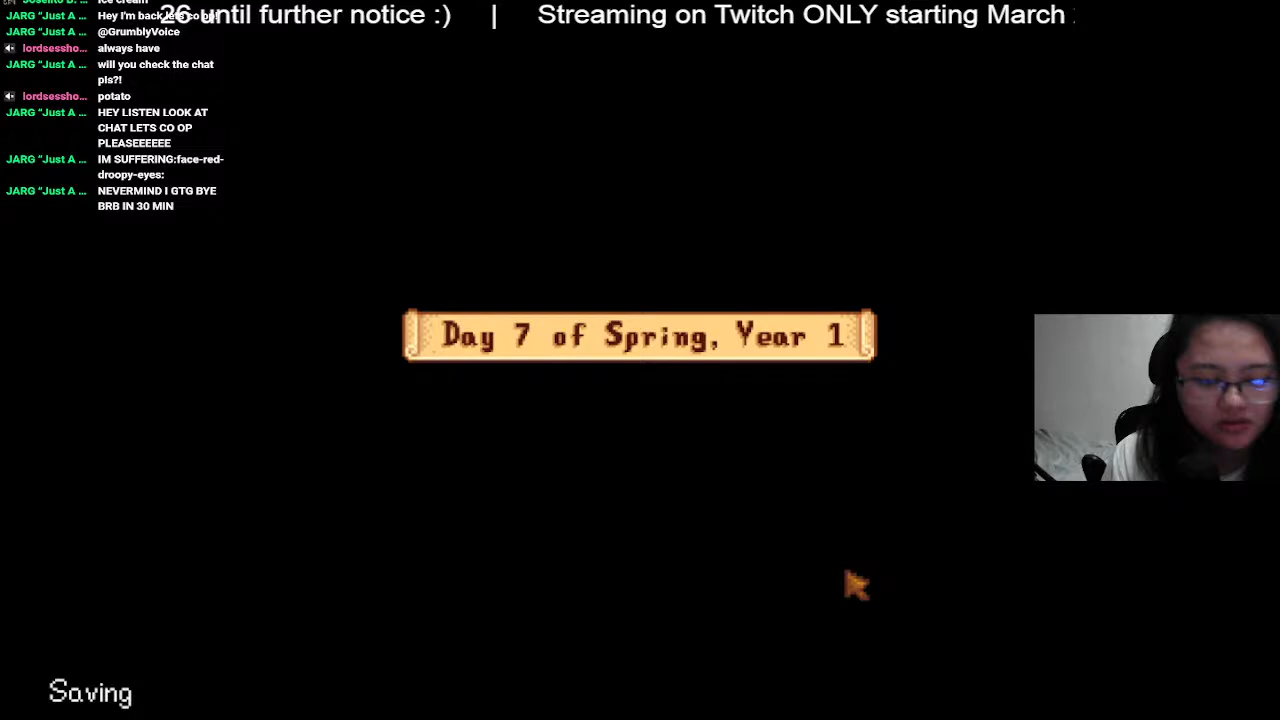 26 until further notice :)     |     Streaming on Twitch ONLY starting March
JARG "Just A ... Hey I'm back lets co op!
JARG "Just A ... @GrumblyVoice
lordsessho... always have
JARG "Just A ... will you check the chat
pls?!
lordsessho... potato
JARG "Just A ... HEY LISTEN LOOK AT
CHAT LETS CO OP
PLEASEEEEEE
JARG "Just A ... IM SUFFERING:face-red-
droopy-eyes:
JARG "Just A ... NEVERMIND I GTG BYE
BRB IN 30 MIN
Day 7 of Spring, Year 1
Saving